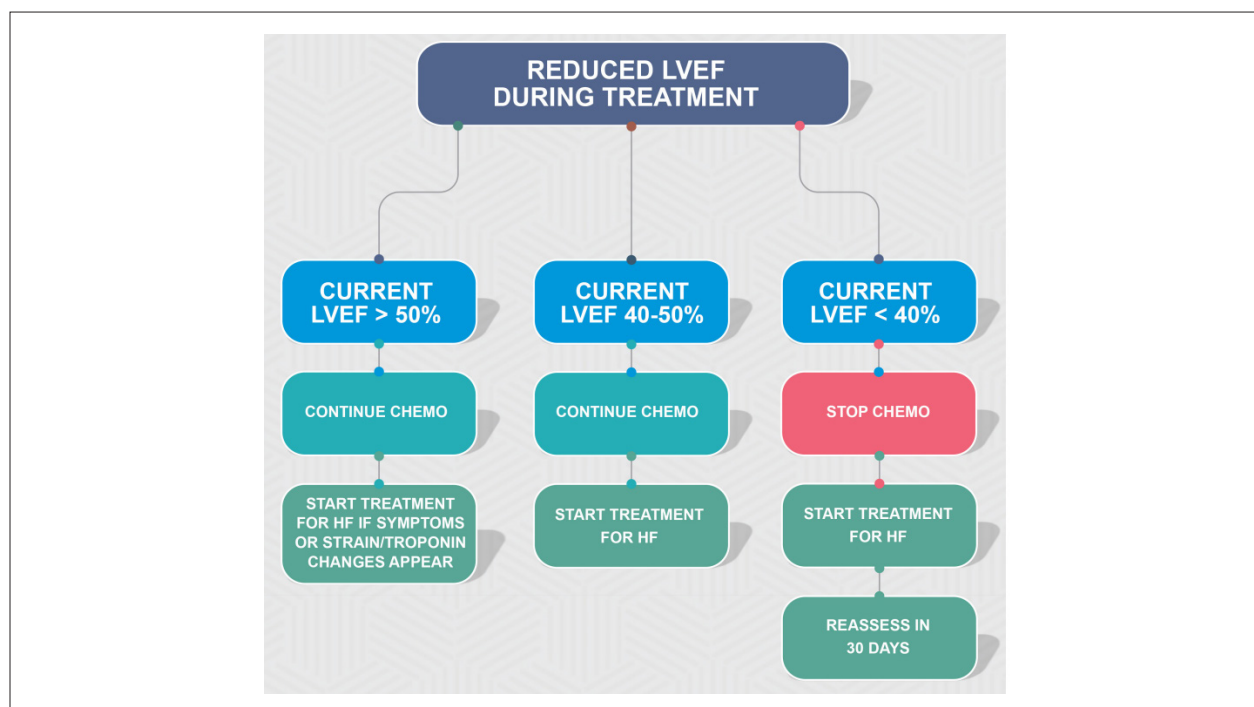 REDUCED LVEF
DURING TREATMENT
CURRENT
LVEF > 50%
CURRENT
LVEF 40-50%
CURRENT
LVEF < 40%
CONTINUE CHEMO
CONTINUE CHEMO
STOP CHEMO
START TREATMENT
FOR HF IF SYMPTOMS
OR STRAIN/TROPONIN
CHANGES APPEAR
START TREATMENT
FOR HF
START TREATMENT
FOR HF
REASSESS IN
30 DAYS